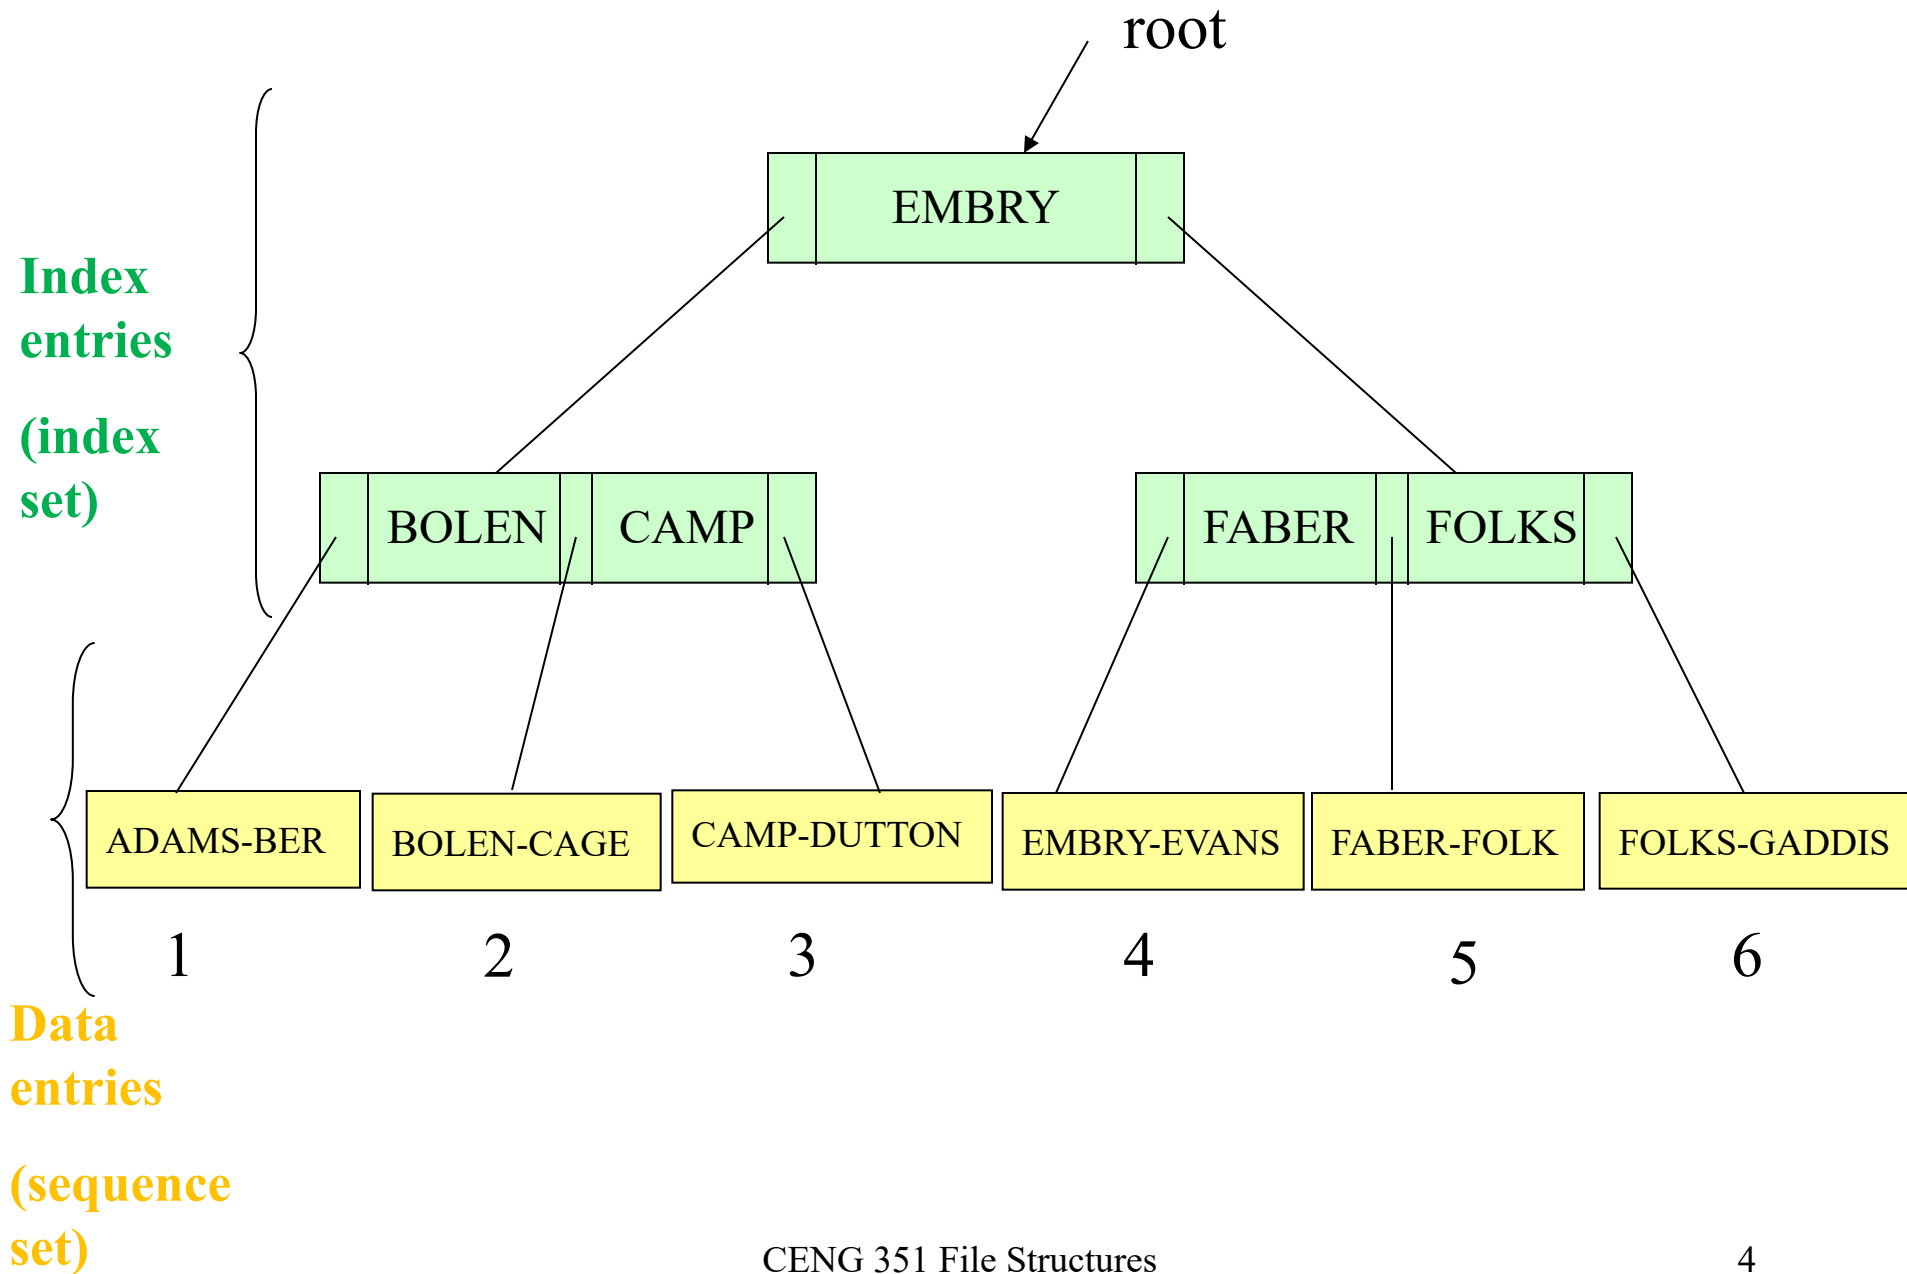 root
EMBRY
Index
entries
(index
set)
BOLEN CAMP FABER FOLKS
ADAMS-BER BOLEN-CAGE CAMP-DUTTON EMBRY-EVANS FABER-FOLK FOLKS-GADDIS
1 2 3 4 5 6
Data
entries
(sequence
set)
CENG 351 File Structures 4